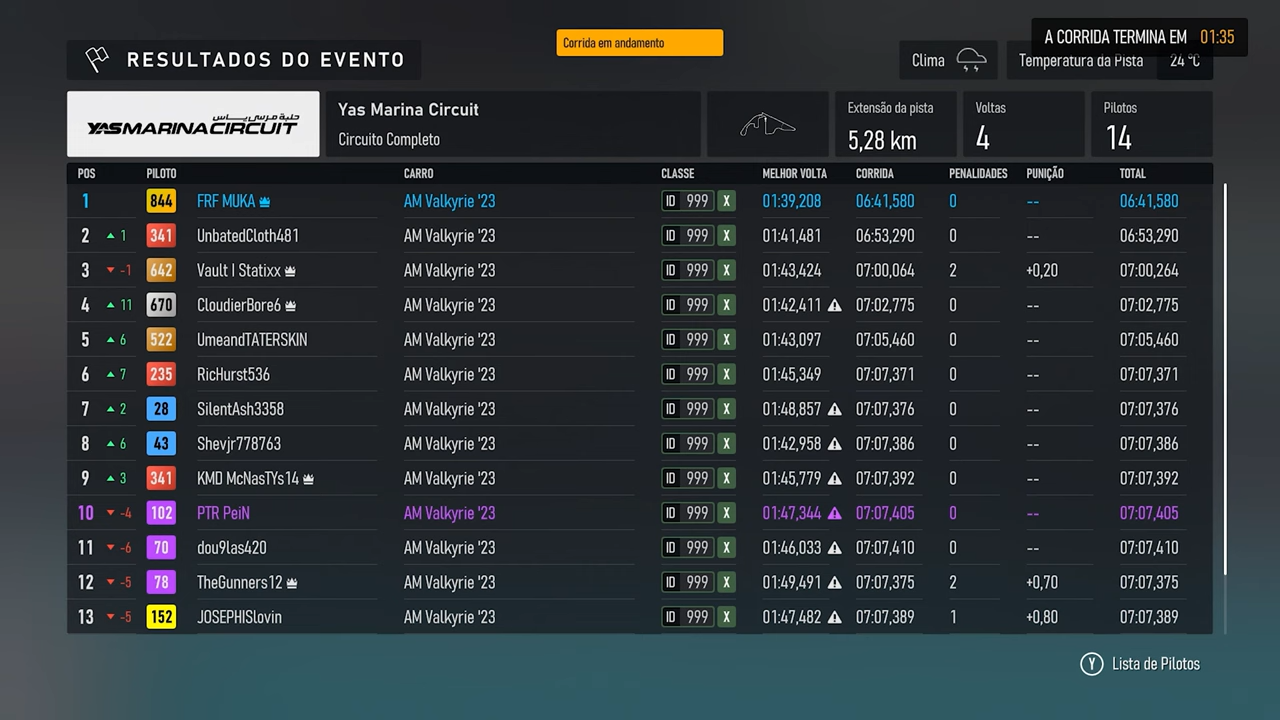 RESULTADOS DO EVENTO
Corrida em andamento
A CORRIDA TERMINA EM 01:35
Clima
Temperatura da Pista 24 °C
حلبة مرسى ياس
YASMARINACIRCUIT
Yas Marina Circuit
Circuito Completo
Extensão da pista
5,28 km
Voltas
4
Pilotos
14
POS PILOTO CARRO CLASSE MELHOR VOLTA CORRIDA PENALIDADES PUNIÇÃO TOTAL
1 844 FRF MUKA AM Valkyrie '23 ID 999 X 01:39,208 06:41,580 0 -- 06:41,580
2 1 341 UnbatedCloth481 AM Valkyrie '23 ID 999 X 01:41,481 06:53,290 0 -- 06:53,290
3 -1 642 Vault I Statixx AM Valkyrie '23 ID 999 X 01:43,424 07:00,064 2 +0,20 07:00,264
4 11 670 CloudierBore6 AM Valkyrie '23 ID 999 X 01:42,411 07:02,775 0 -- 07:02,775
5 6 522 UmeandTATERSKIN AM Valkyrie '23 ID 999 X 01:43,097 07:05,460 0 -- 07:05,460
6 7 235 RicHurst536 AM Valkyrie '23 ID 999 X 01:45,349 07:07,371 0 -- 07:07,371
7 2 28 SilentAsh3358 AM Valkyrie '23 ID 999 X 01:48,857 07:07,376 0 -- 07:07,376
8 6 43 Shevjr778763 AM Valkyrie '23 ID 999 X 01:42,958 07:07,386 0 -- 07:07,386
9 3 341 KMD McNasTYs14 AM Valkyrie '23 ID 999 X 01:45,779 07:07,392 0 -- 07:07,392
10 -4 102 PTR PeiN AM Valkyrie '23 ID 999 X 01:47,344 07:07,405 0 -- 07:07,405
11 -6 70 dou9las420 AM Valkyrie '23 ID 999 X 01:46,033 07:07,410 0 -- 07:07,410
12 -5 78 TheGunners12 AM Valkyrie '23 ID 999 X 01:49,491 07:07,375 2 +0,70 07:07,375
13 -5 152 JOSEPHISlovin AM Valkyrie '23 ID 999 X 01:47,482 07:07,389 1 +0,80 07:07,389
Y Lista de Pilotos